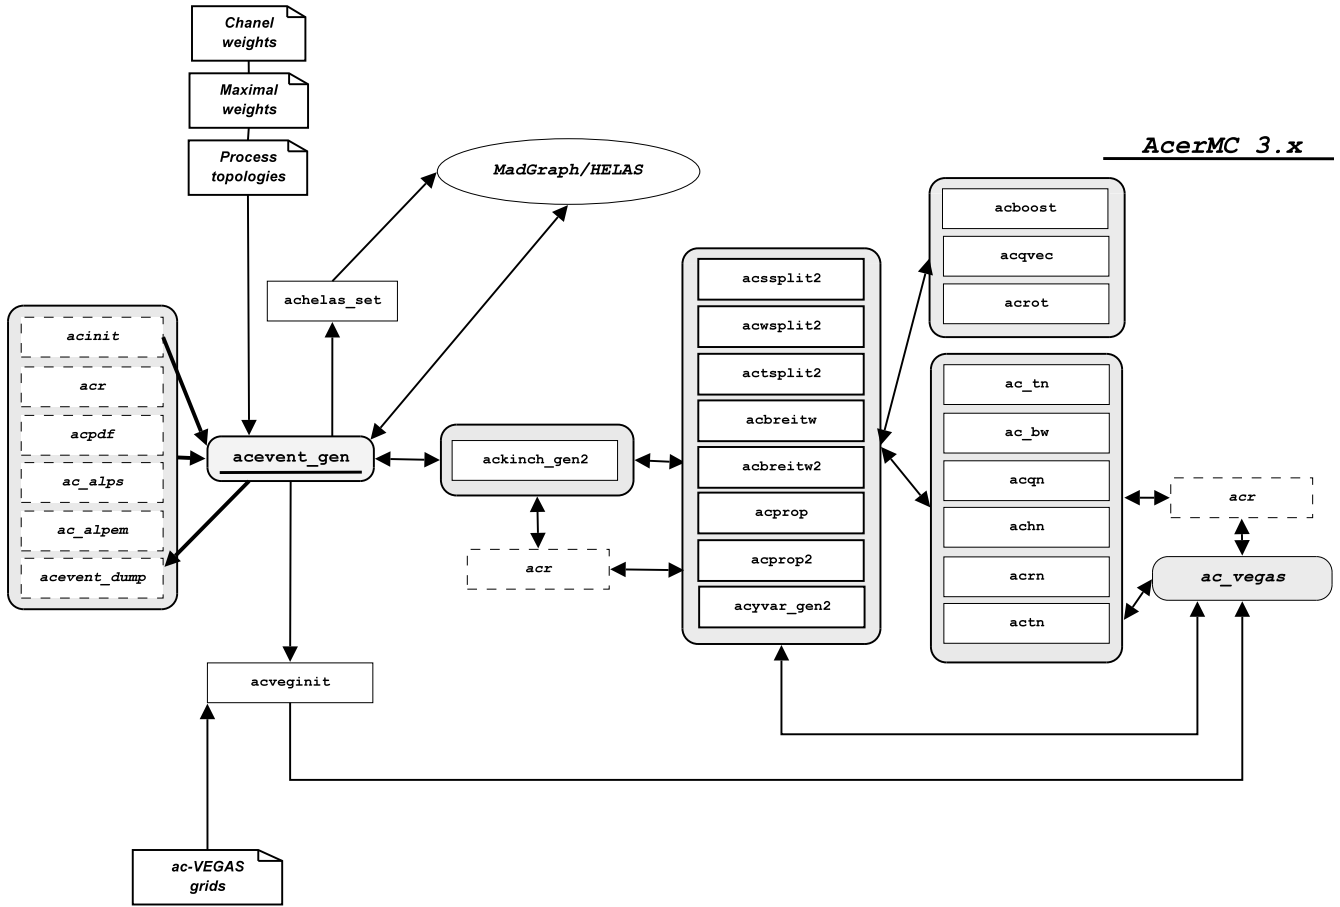 Chanel
weights
Maximal
weights
Process
topologies
MadGraph/HELAS
AcerMC 3.x
achelas_set
acinit
acr
acpdf
ac_alps
ac_alpem
acevent_dump
acevent_gen
ackinch_gen2
acr
acssplit2
acwsplit2
actsplit2
acbreitw
acbreitw2
acprop
acprop2
acyvar_gen2
acboost
acqvec
acrot
ac_tn
ac_bw
acqn
achn
acrn
actn
acr
ac_vegas
acveginit
ac-VEGAS
grids